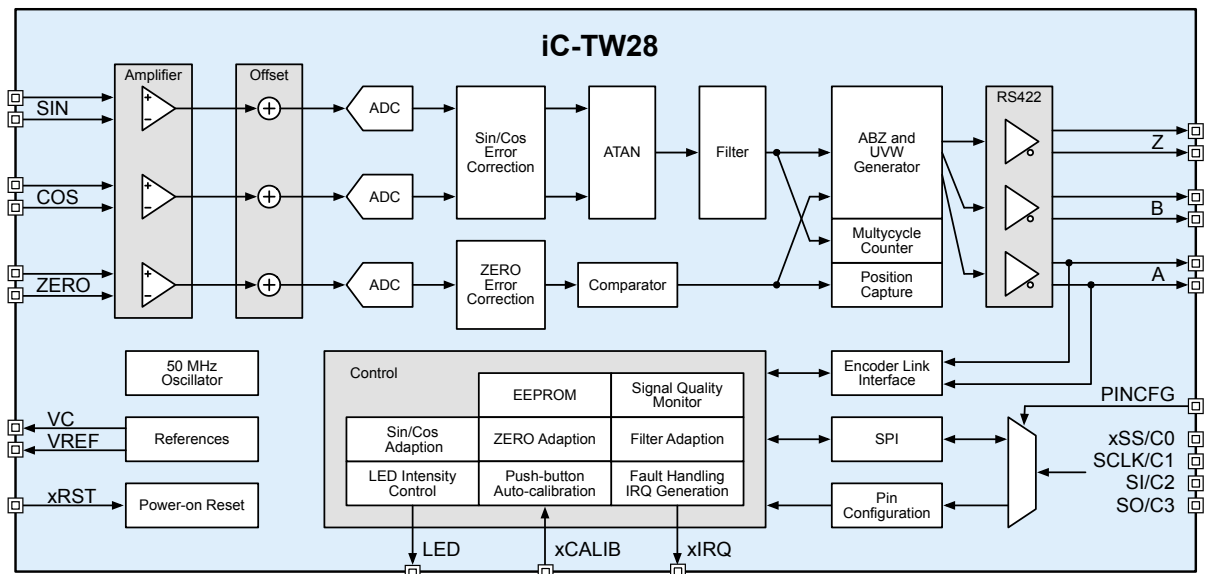 iC-TW28
Amplifier
Offset
RS422
SIN
ADC
Sin/Cos
Error
Correction
ATAN
Filter
ABZ and
UVW
Generator
Z
COS
ADC
B
Multycycle
Counter
ZERO
ADC
ZERO
Error
Correction
Comparator
Position
Capture
A
50 MHz
Oscillator
Control
EEPROM
Signal Quality
Monitor
Encoder Link
Interface
PINCFG
VC
VREF
References
Sin/Cos
Adaption
ZERO Adaption
Filter Adaption
SPI
xSS/C0
SCLK/C1
SI/C2
SO/C3
xRST
Power-on Reset
LED Intensity
Control
Push-button
Auto-calibration
Fault Handling
IRQ Generation
Pin
Configuration
LED
xCALIB
xIRQ